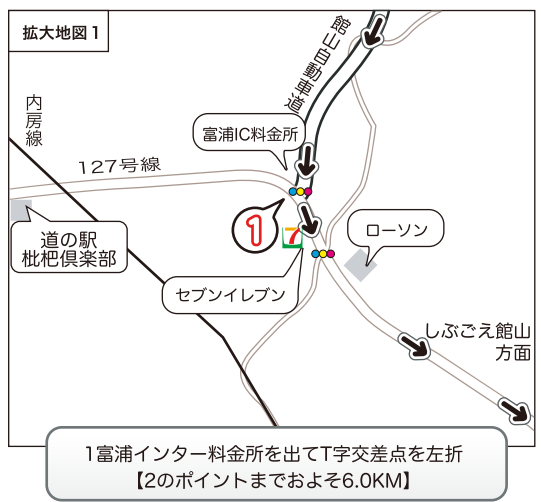 拡大地図1
館山自動車道
内房線
富浦IC料金所
127号線
1
7
ローソン
道の駅
枇杷倶楽部
セブンイレブン
しぶごえ館山
方面
1富浦インター料金所を出てT字交差点を左折
【2のポイントまでおよそ6.0KM】